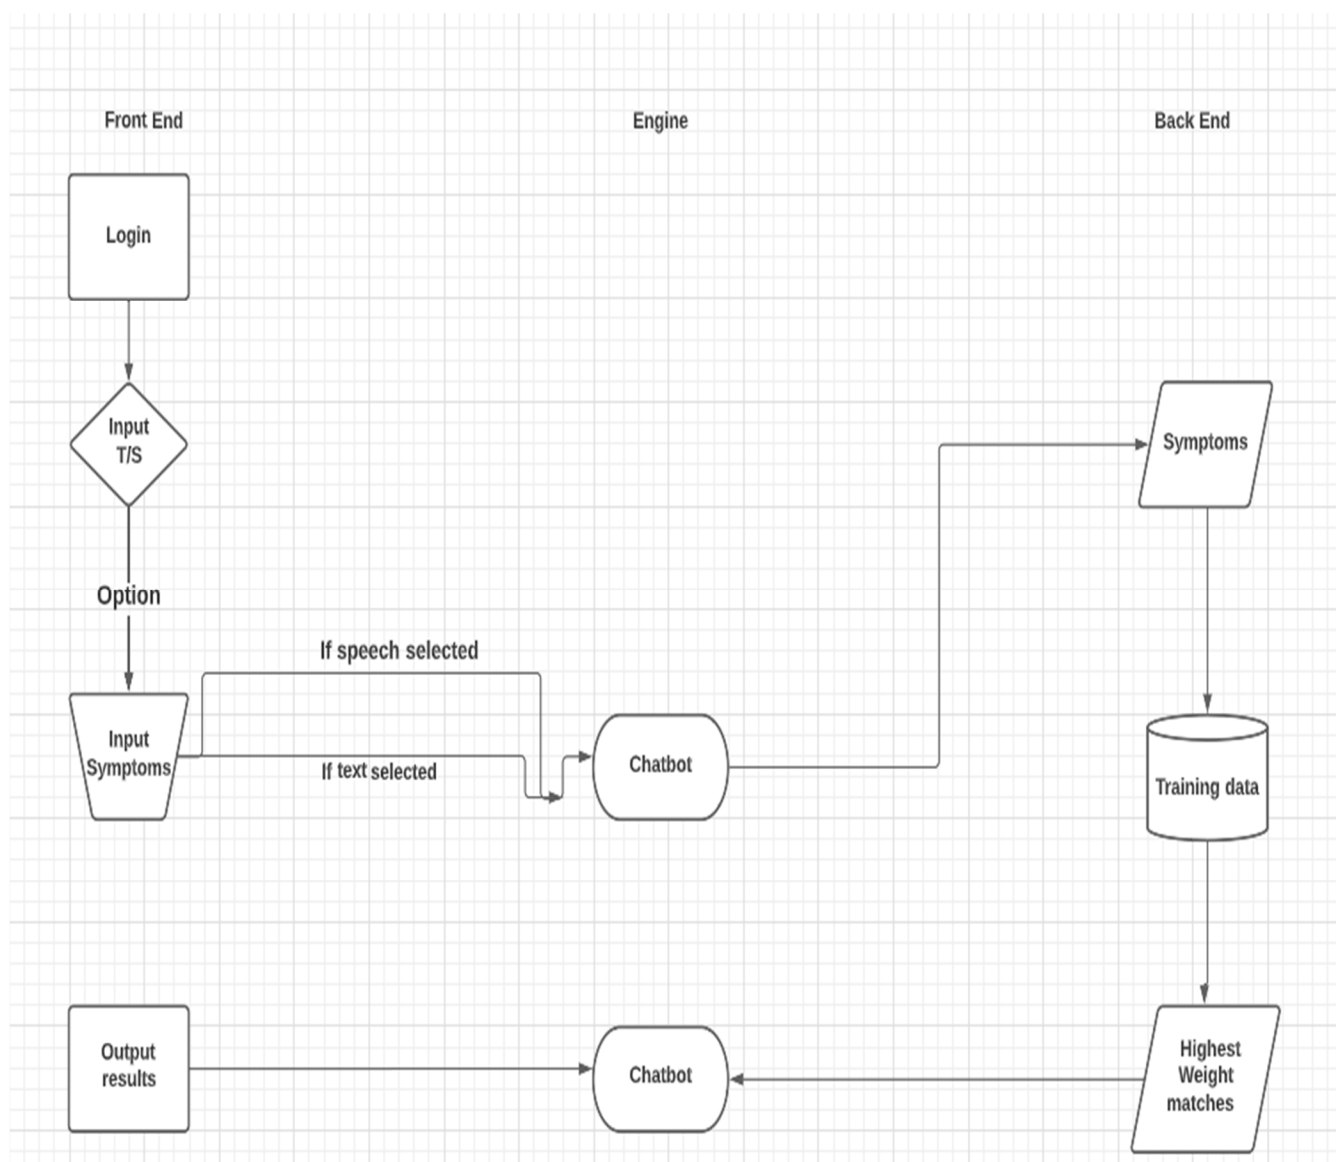 Front End
Engine
Back End
Login
Input
T/S
Symptoms
Option
If speech selected
Input
Symptoms
If text selected
Chatbot
Training data
Output
results
Chatbot
Highest
Weight
matches